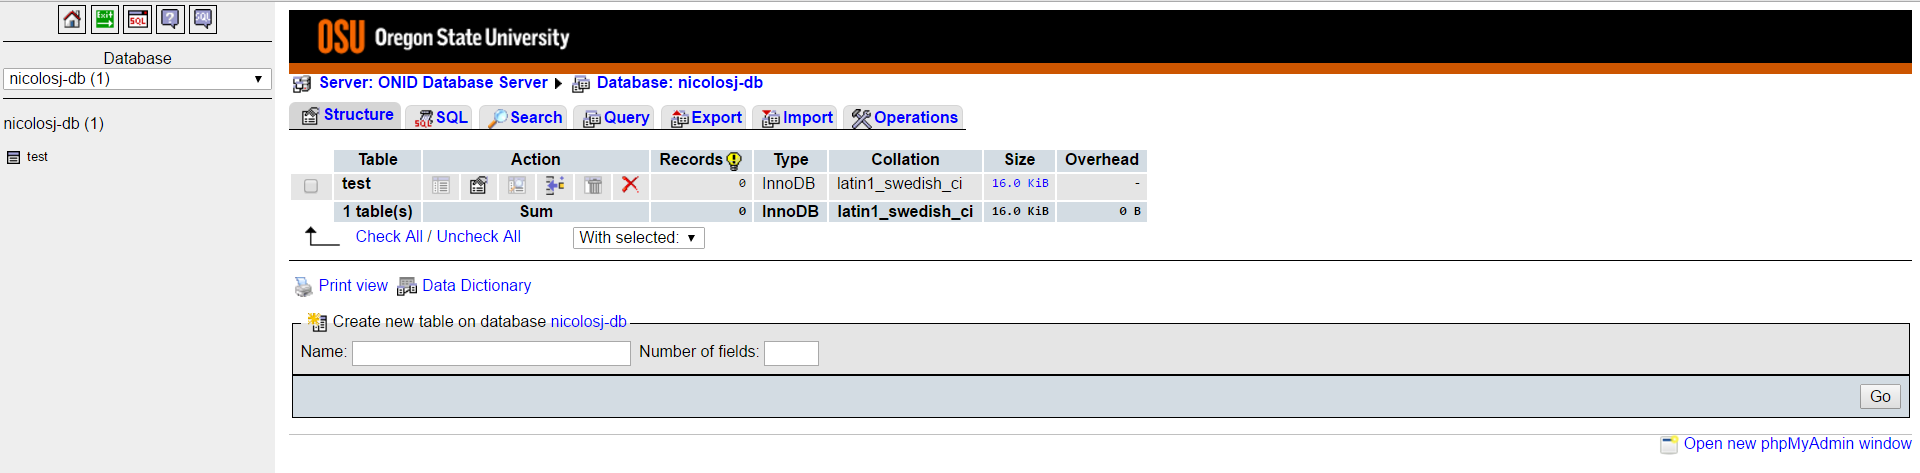 Exit SQL ? SQL
Database
nicolosj-db (1)
nicolosj-db (1)
test
OSU Oregon State University
Server: ONID Database Server Database: nicolosj-db
Structure SQL Search Query Export Import Operations
Table Action Records Type Collation Size Overhead
test 0 InnoDB latin1_swedish_ci 16.0 KiB -
1 table(s) Sum 0 InnoDB latin1_swedish_ci 16.0 KiB 0 B
Check All / Uncheck All With selected:
Print view Data Dictionary
Create new table on database nicolosj-db
Name: Number of fields:
Go
Open new phpMyAdmin window